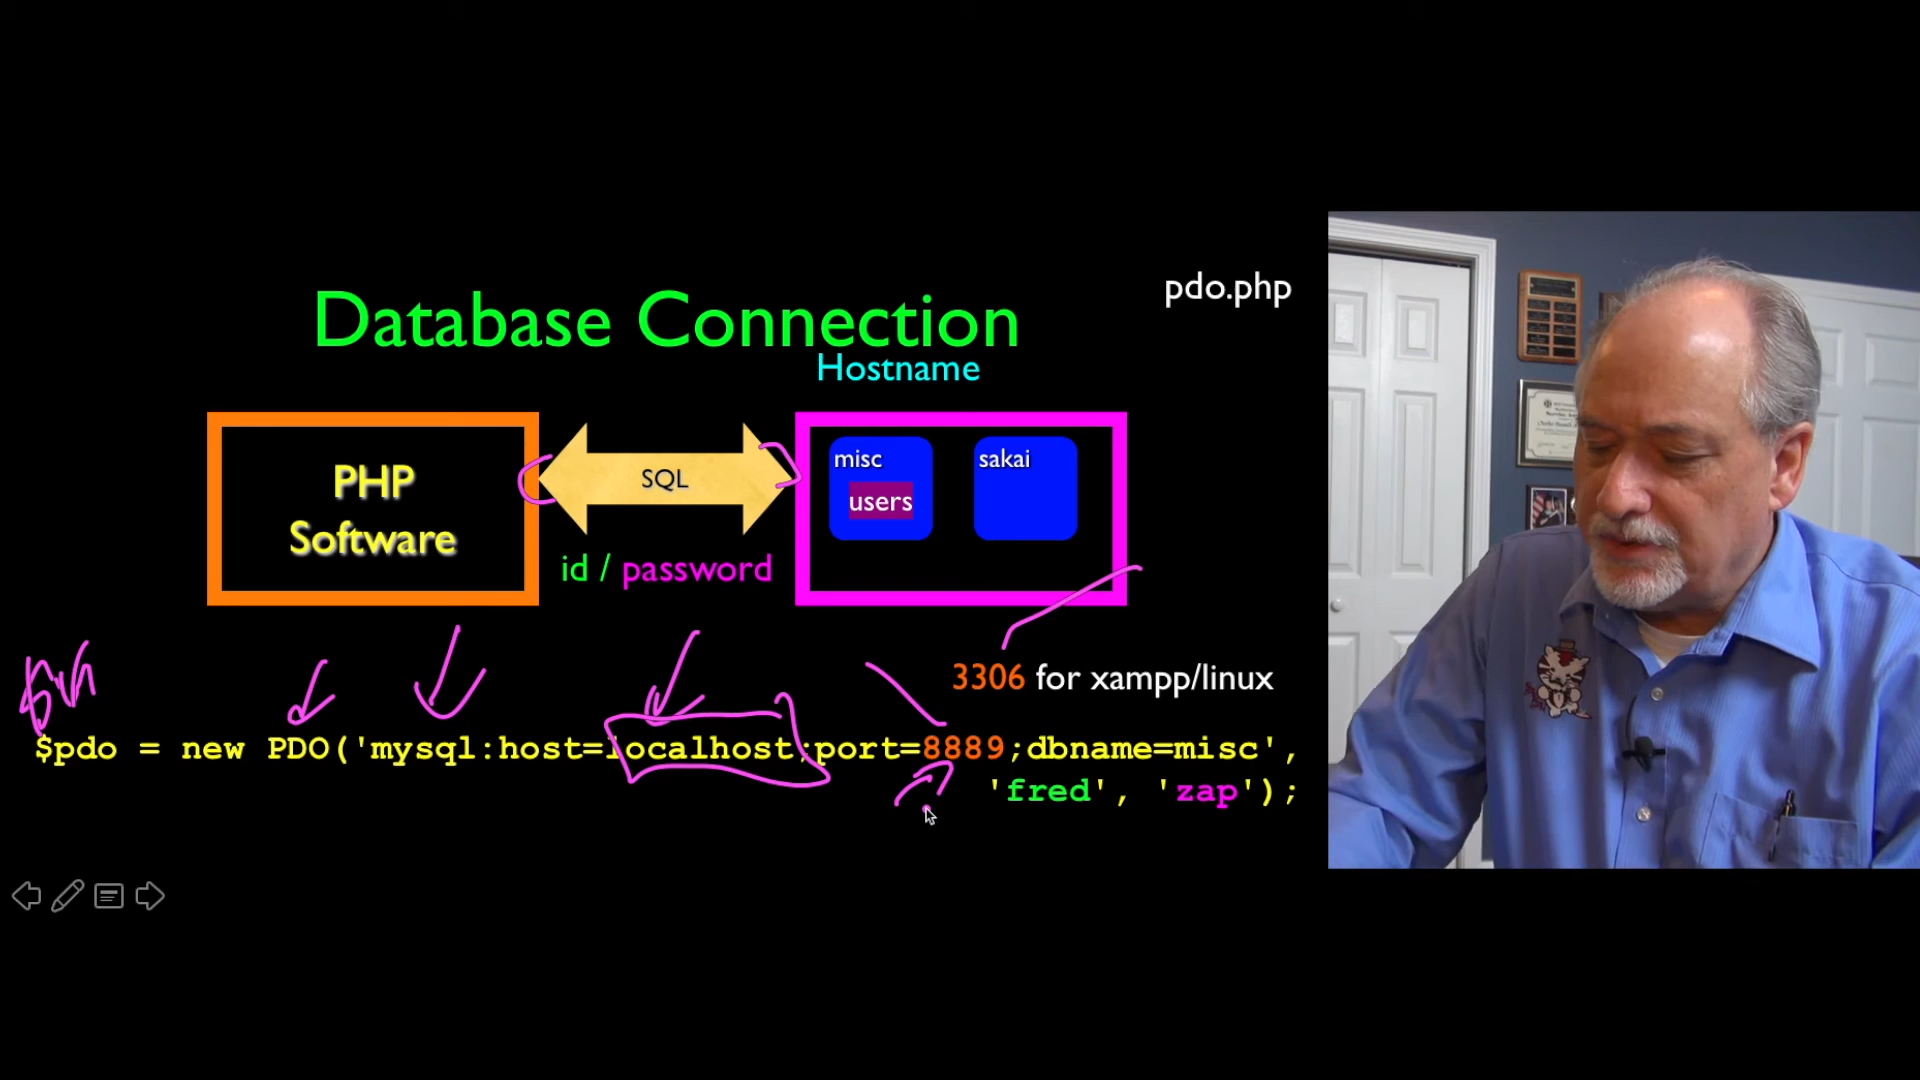 pdo.php
Database Connection
Hostname
PHP
Software
SQL
misc
users
sakai
id / password
3306 for xampp/linux
$pdo = new PDO('mysql:host=localhost;port=8889;dbname=misc',
'fred', 'zap');